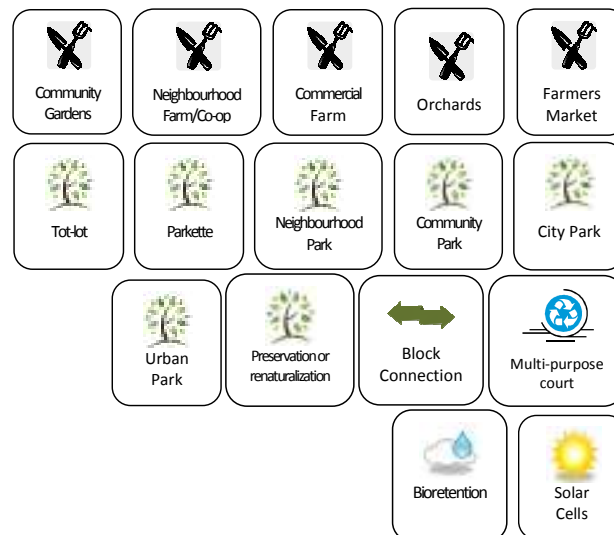 Community
Gardens
Neighbourhood
Farm/Co-op
Commercial
Farm
Orchards
Farmers
Market
Tot-lot
Parkette
Neighbourhood
Park
Community
Park
City Park
Urban
Park
Preservation or
renaturalization
Block
Connection
Multi-purpose
court
Bioretention
Solar
Cells